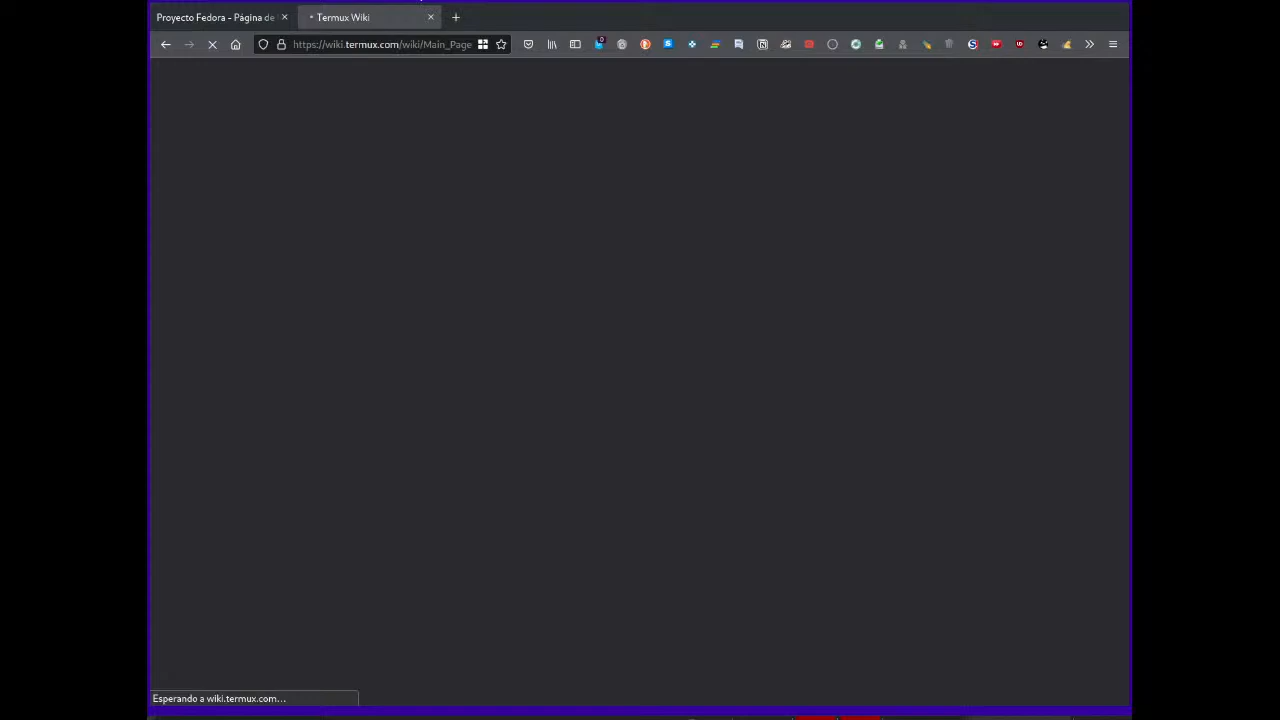 Proyecto Fedora - Página de
Termux Wiki
https://wiki.termux.com/wiki/Main_Page
Esperando a wiki.termux.com...